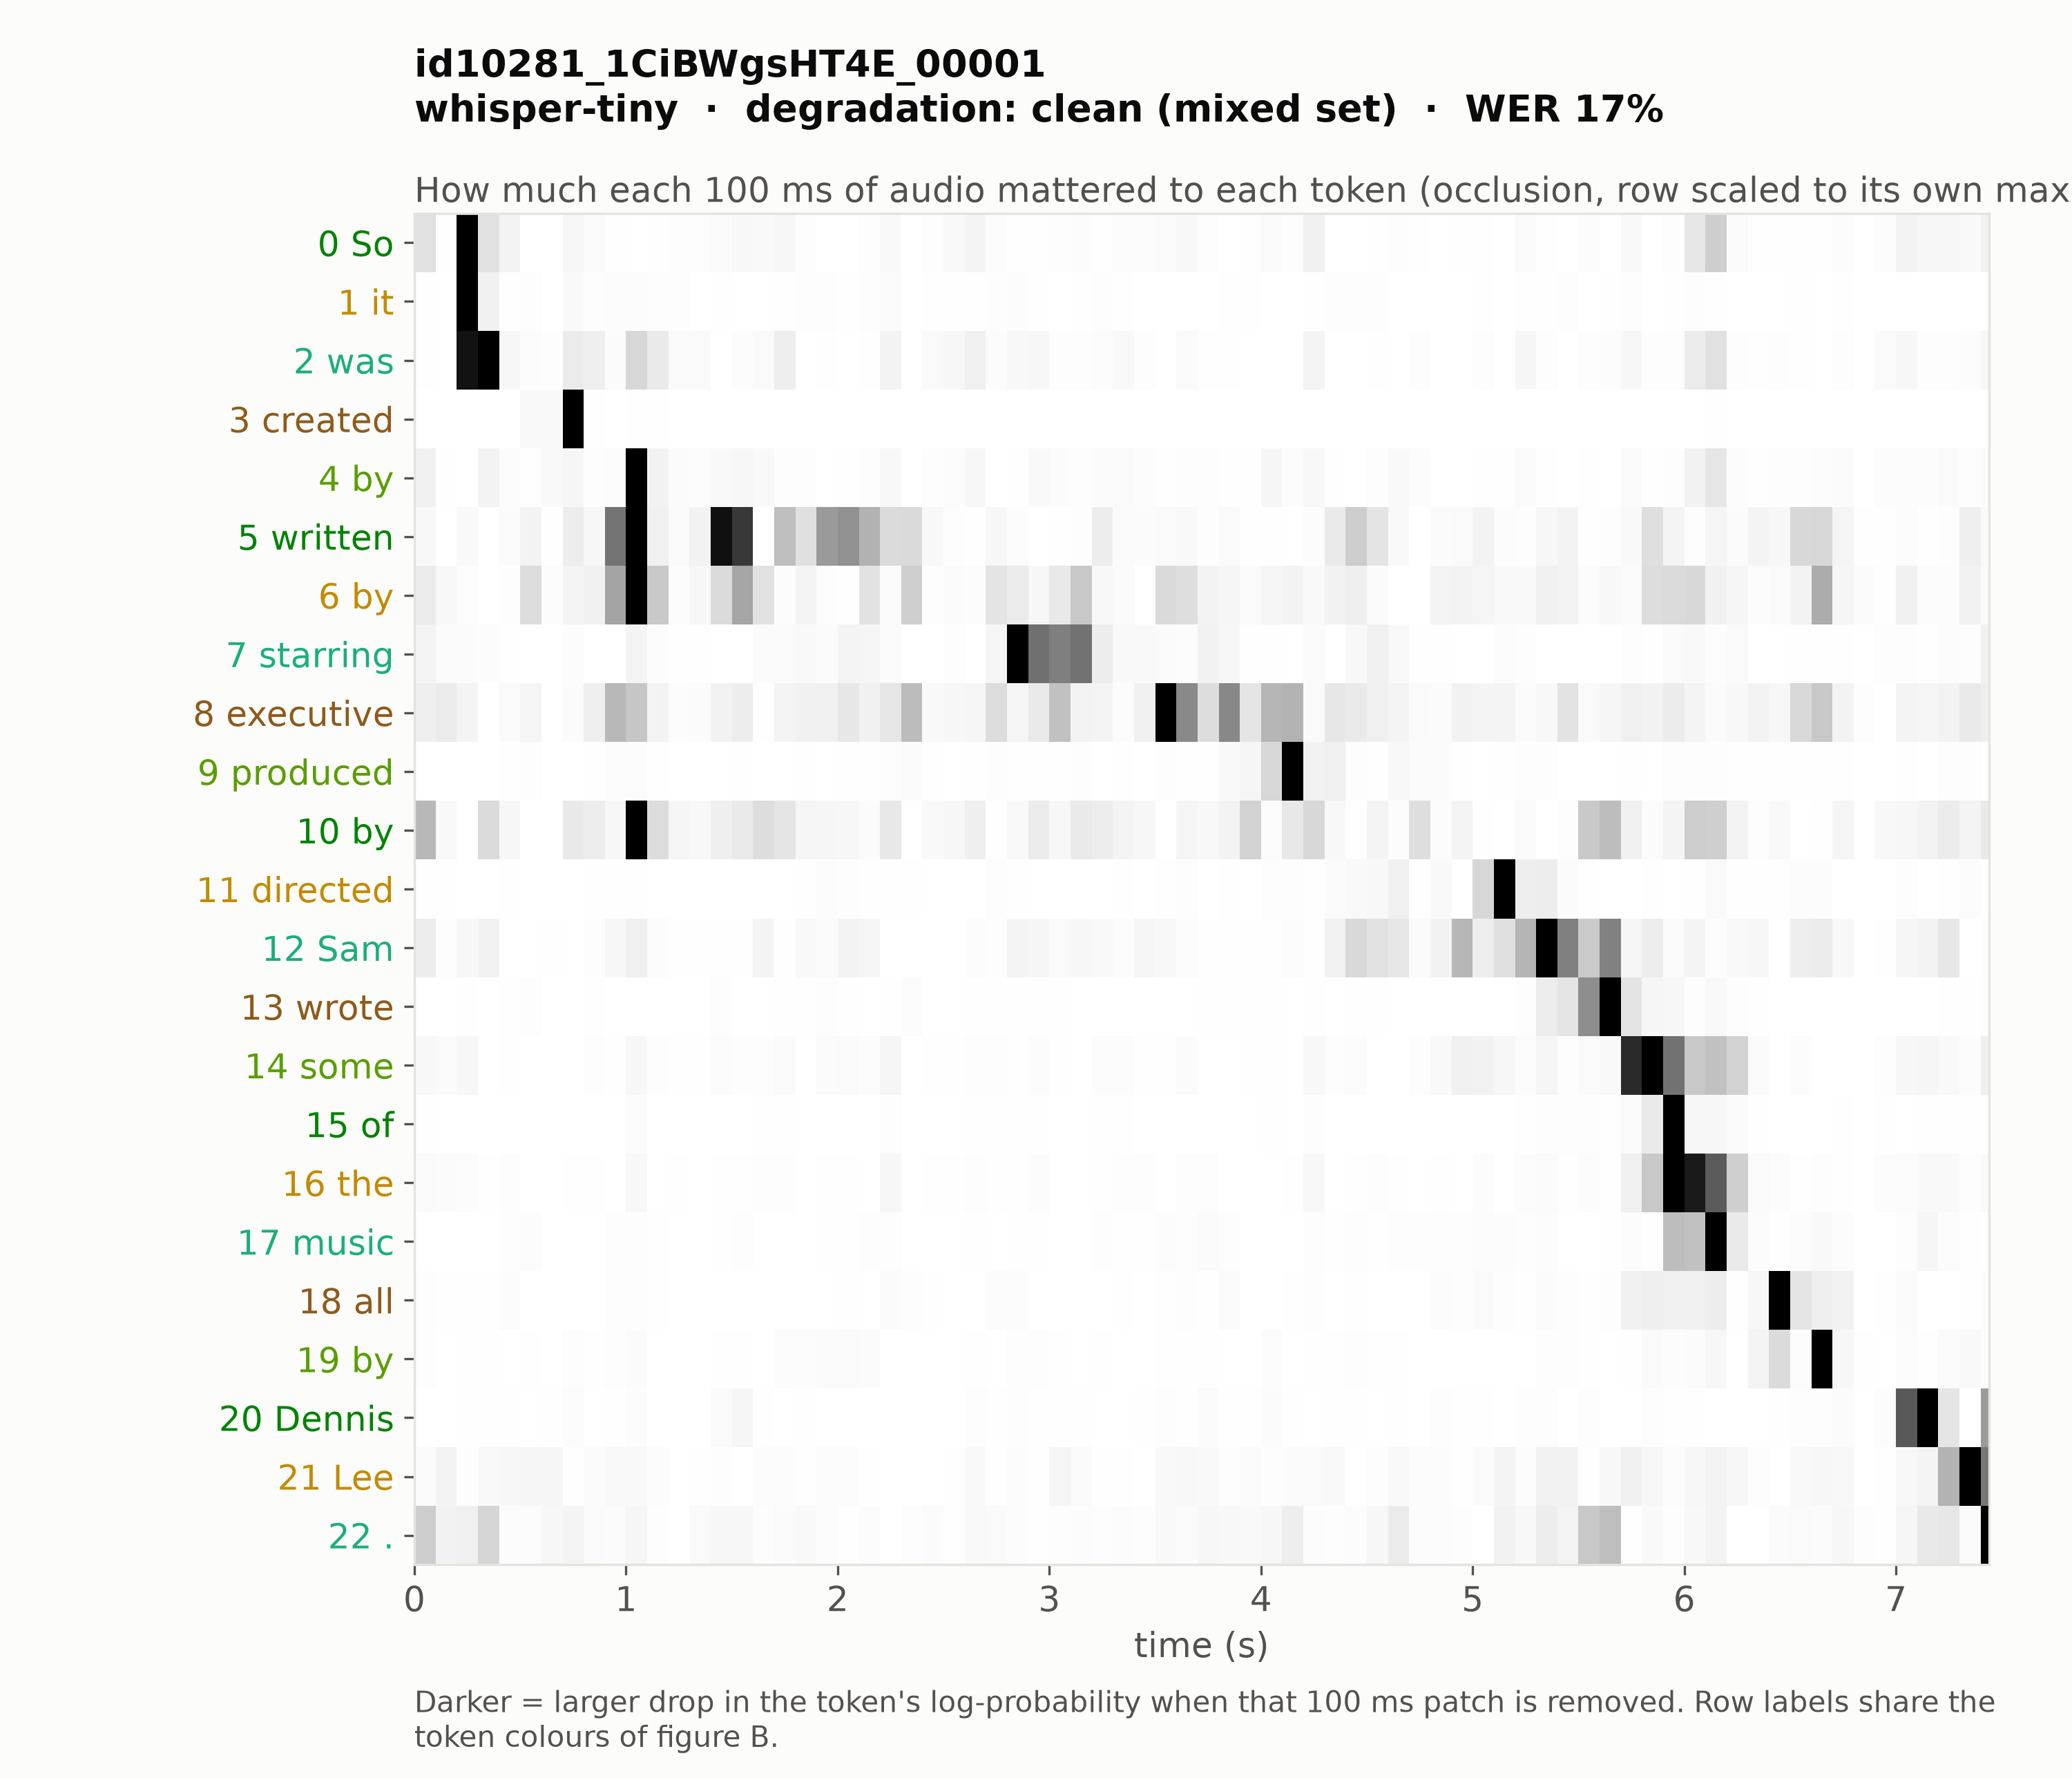 id10281_1CiBWgsHT4E_00001
whisper-tiny · degradation: clean (mixed set) · WER 17%
How much each 100 ms of audio mattered to each token (occlusion, row scaled to its own max
0 So
1 it
2 was
3 created
4 by
5 written
6 by
7 starring
8 executive
9 produced
10 by
11 directed
12 Sam
13 wrote
14 some
15 of
16 the
17 music
18 all
19 by
20 Dennis
21 Lee
22 .
0 1 2 3 4 5 6 7
time (s)
Darker = larger drop in the token's log-probability when that 100 ms patch is removed. Row labels share the
token colours of figure B.